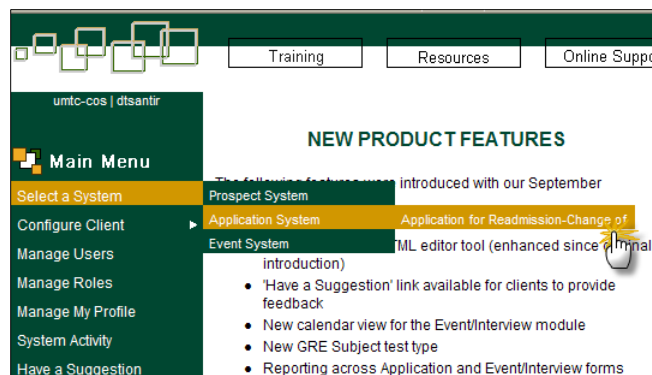 Training
Resources
Online Suppo
umtc-cos | dtsantir
Main Menu
Select a System
Configure Client
Manage Users
Manage Roles
Manage My Profile
System Activity
Have a Suggestion
Prospect System
Application System
Event System
Application for Readmission-Change of
NEW PRODUCT FEATURES
The following features were introduced with our September
TML editor tool (enhanced since
introduction)
• 'Have a Suggestion' link available for clients to provide
feedback
• New calendar view for the Event/Interview module
• New GRE Subject test type
• Reporting across Application and Event/Interview forms